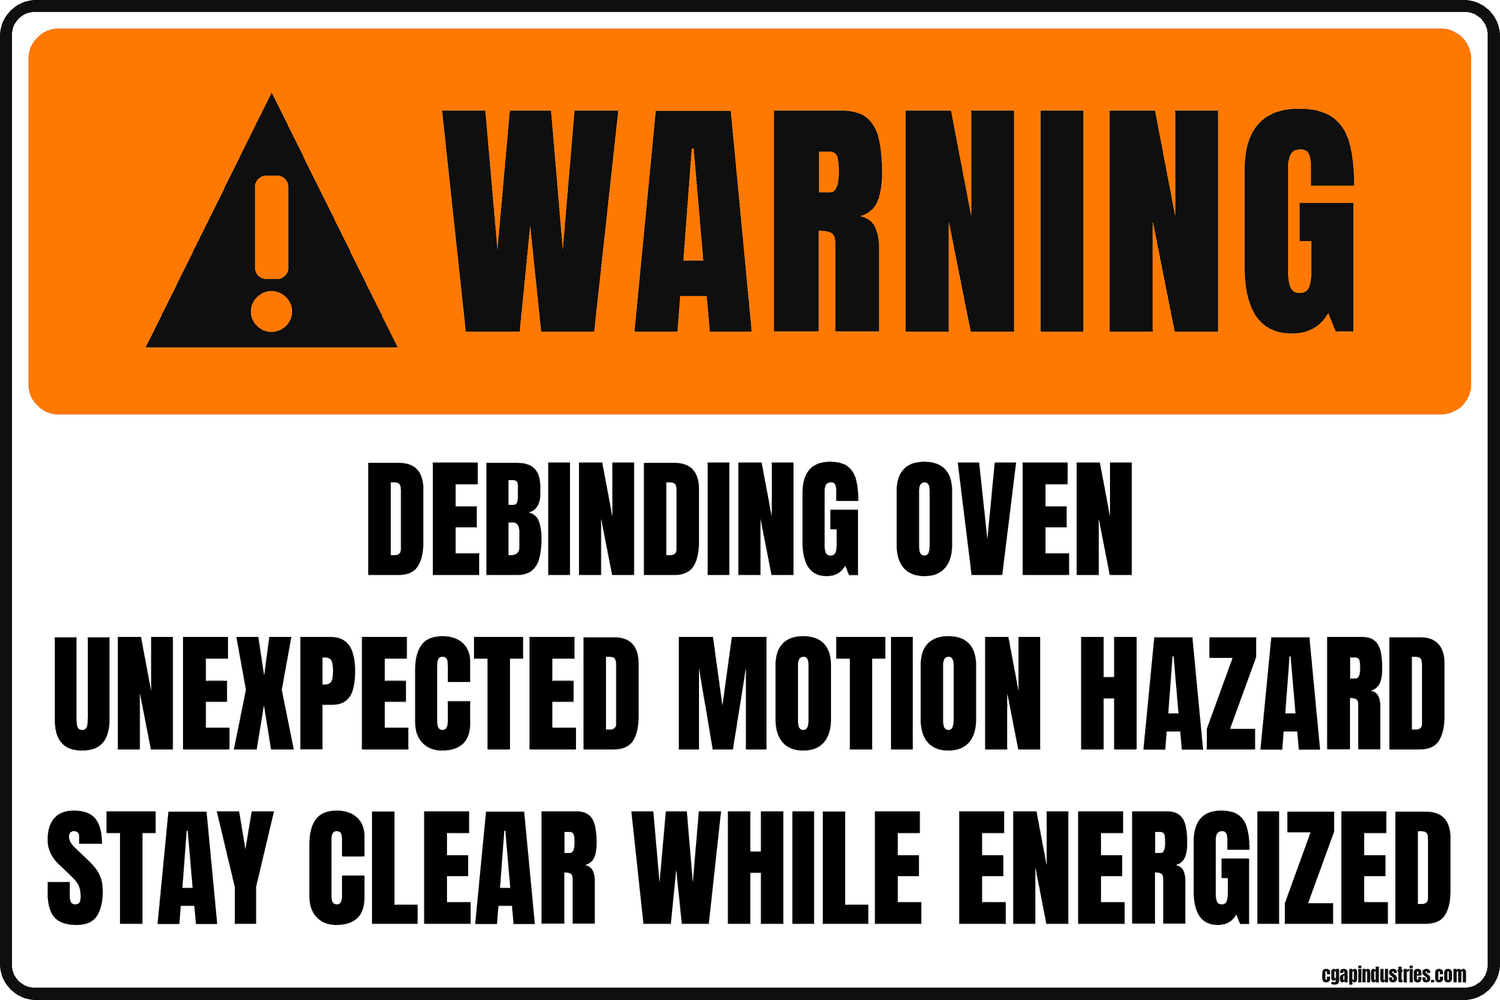 WARNING
DEBINDING OVEN
UNEXPECTED MOTION HAZARD
STAY CLEAR WHILE ENERGIZED
cgapindustries.com